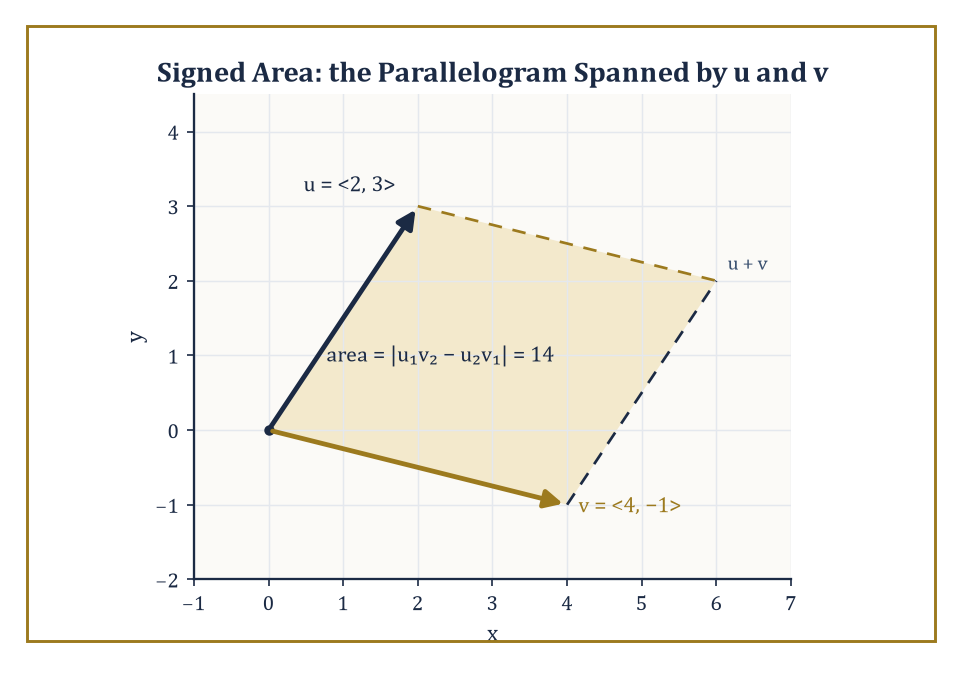 Signed Area: the Parallelogram Spanned by u and v
4
u = <2, 3>
3
u + v
2
y
area = |u₁v₂ − u₂v₁| = 14
1
0
−1
v = <4, −1>
−2
−1 0 1 2 3 4 5 6 7
x